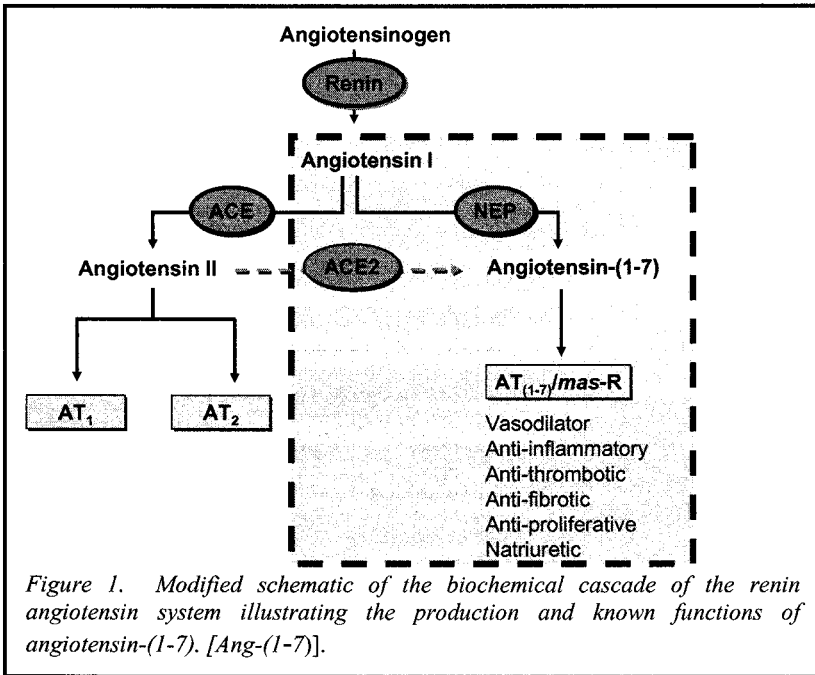 Angiotensinogen
Renin
Angiotensin I
ACE
NEP
Angiotensin II
ACE2
Angiotensin-(1-7)
AT1
AT2
AT(1-7)/mas-R
Vasodilator
Anti-inflammatory
Anti-thrombotic
Anti-fibrotic
Anti-proliferative
Natriuretic
Figure 1. Modified schematic of the biochemical cascade of the renin
angiotensin system illustrating the production and known functions of
angiotensin-(1-7). [Ang-(1-7)].